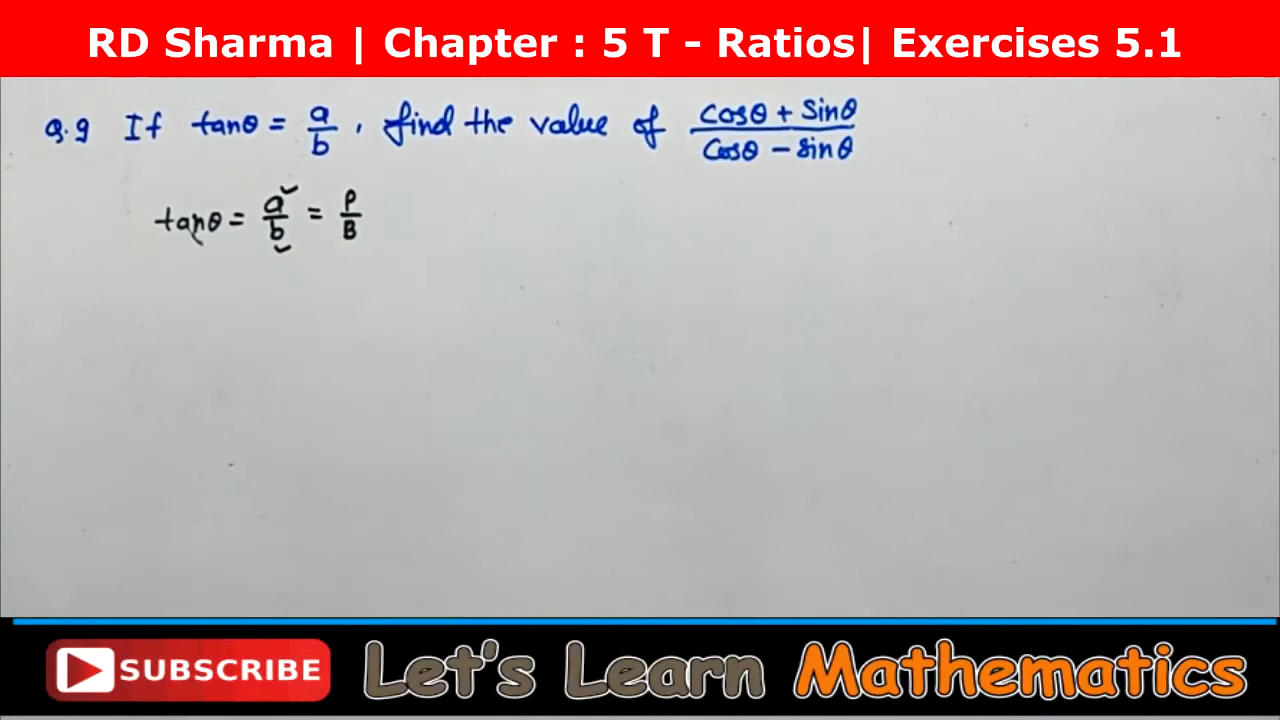 RD Sharma | Chapter : 5 T - Ratios| Exercises 5.1
Q.9 If tanθ = a/b, find the value of (Cosθ + Sinθ)/(Cosθ - sinθ)
tanθ = a/b = P/B
SUBSCRIBE
Let's Learn Mathematics